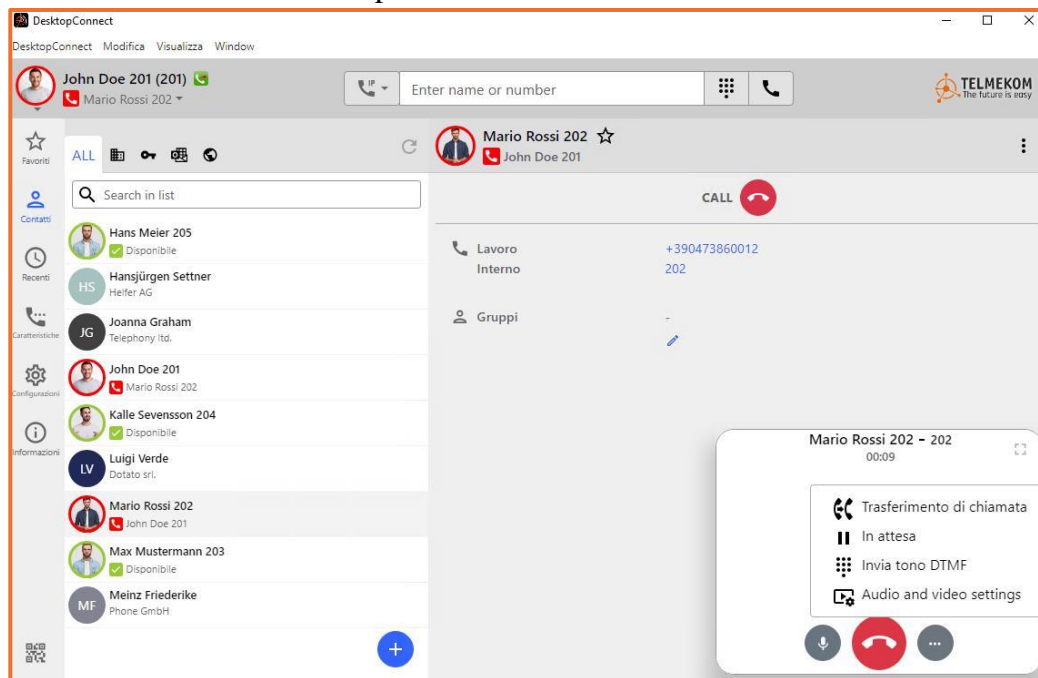 DesktopConnect
DesktopConnect Modifica Visualizza Window
John Doe 201 (201)
Mario Rossi 202
IP
Enter name or number
TELMEKOM
The future is easy
Favoriti
Contatti
Recenti
Caratteristiche
Configurazioni
Informazioni
ALL
Search in list
Hans Meier 205
Disponibile
HS
Hansjürgen Settner
Helfer AG
JG
Joanna Graham
Telephony ltd.
John Doe 201
Mario Rossi 202
Kalle Sevensson 204
Disponibile
LV
Luigi Verde
Dotato srl.
Mario Rossi 202
John Doe 201
Max Mustermann 203
Disponibile
MF
Meinz Friederike
Phone GmbH
+
Mario Rossi 202
John Doe 201
CALL
Lavoro +390473860012
Interno 202
Gruppi -
Mario Rossi 202 - 202
00:09
Trasferimento di chiamata
In attesa
Invia tono DTMF
Audio and video settings